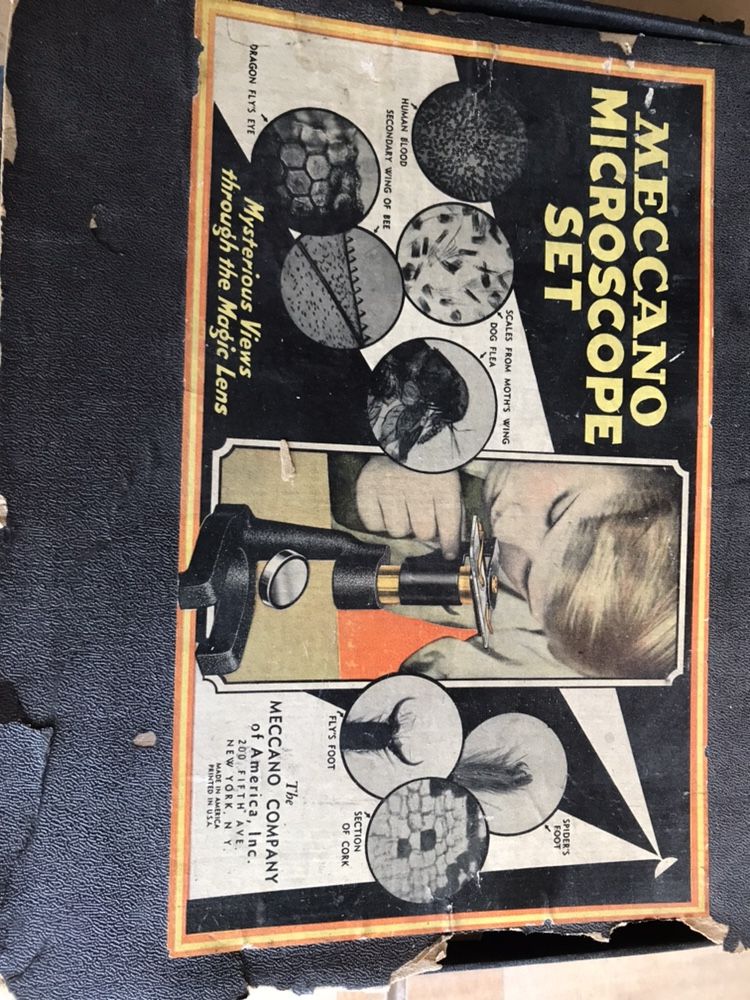 MECCANO
MICROSCOPE
SET
HUMAN BLOOD
DRAGON FLY'S EYE
SECONDARY WING OF BEE
SCALES FROM MOTH'S WING
DOG FLEA
Mysterious Views
through the Magic Lens
SPIDER'S
FOOT
FLY'S FOOT
SECTION
OF CORK
The
MECCANO COMPANY
of America, Inc.
200 FIFTH AVE.
NEW YORK, N. Y.
MADE IN AMERICA
PRINTED IN U.S.A.